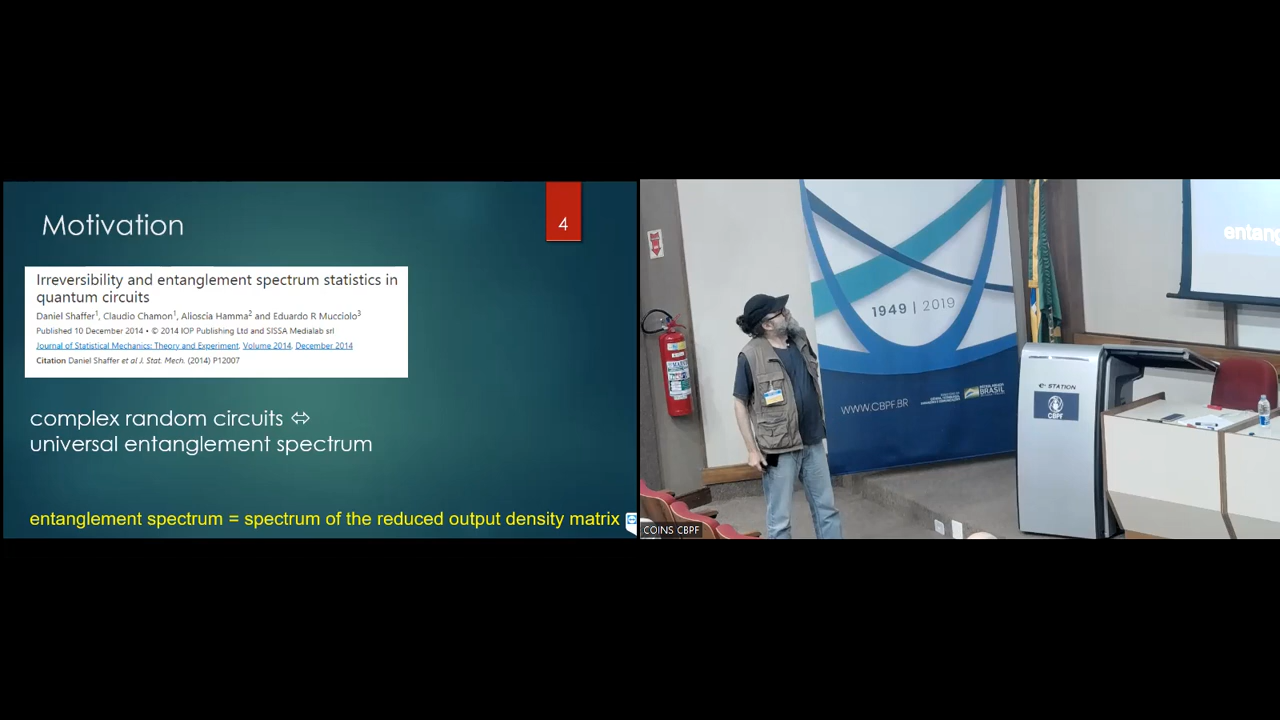 Motivation
4
Irreversibility and entanglement spectrum statistics in
quantum circuits
Daniel Shaffer¹, Claudio Chamon¹, Alioscia Hamma² and Eduardo R Mucciolo³
Published 10 December 2014 • © 2014 IOP Publishing Ltd and SISSA Medialab srl
Journal of Statistical Mechanics: Theory and Experiment, Volume 2014, December 2014
Citation Daniel Shaffer et al J. Stat. Mech. (2014) P12007
complex random circuits ⇔
universal entanglement spectrum
entanglement spectrum = spectrum of the reduced output density matrix
entang
1949 | 2019
WWW.CBPF.BR
BRASIL
STATION
CBPF
COINS CBPF